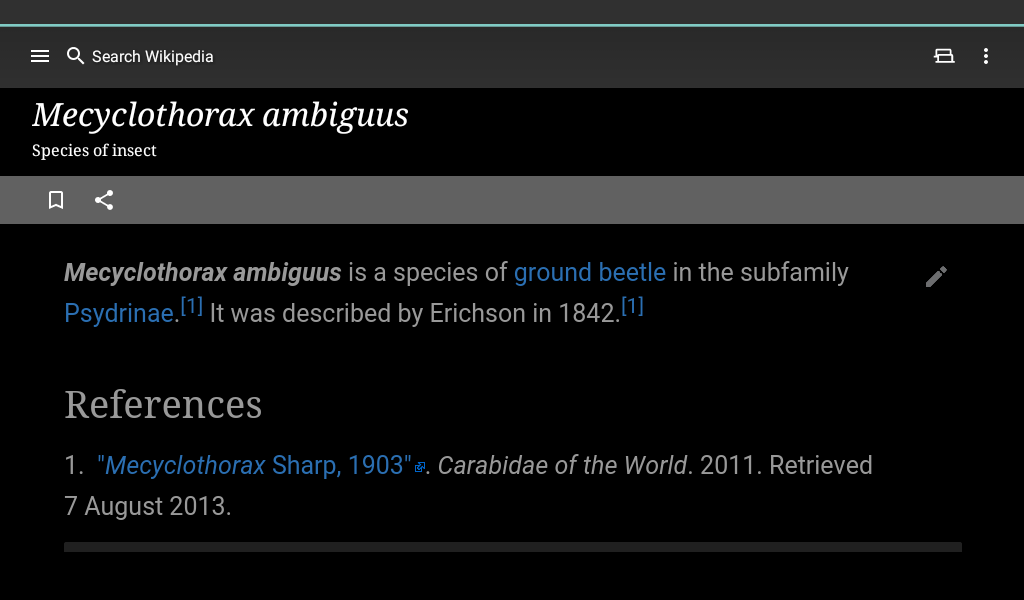 Search Wikipedia
Mecyclothorax ambiguus
Species of insect
Mecyclothorax ambiguus is a species of ground beetle in the subfamily
Psydrinae.[1] It was described by Erichson in 1842.[1]
References
1. "Mecyclothorax Sharp, 1903". Carabidae of the World. 2011. Retrieved
7 August 2013.